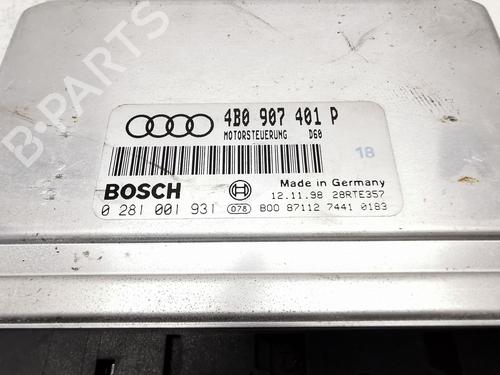 4B0 907 401 P
MOTORSTEUERUNG D60
18
BOSCH
Made in Germany
12.11.98 28RTE357
0 281 001 931 078 800 87112 7441 0183
B-PARTS